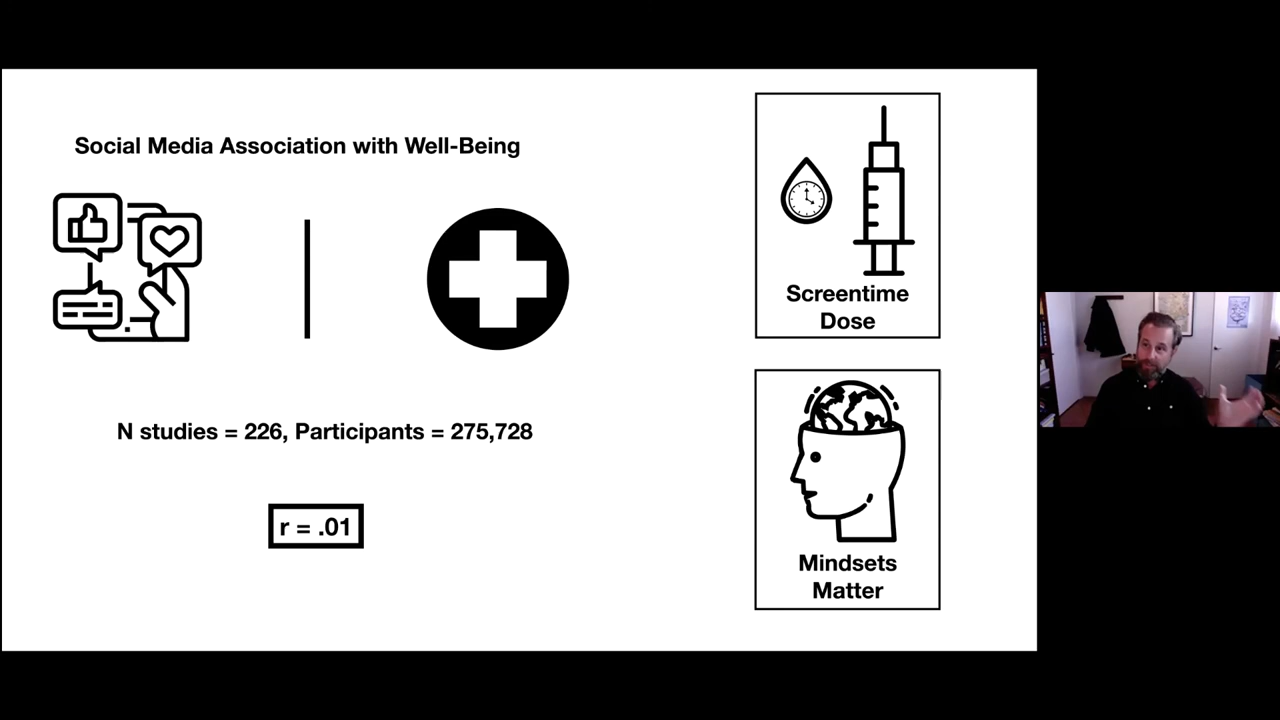 Social Media Association with Well-Being
N studies = 226, Participants = 275,728
r = .01
Screentime
Dose
Mindsets
Matter